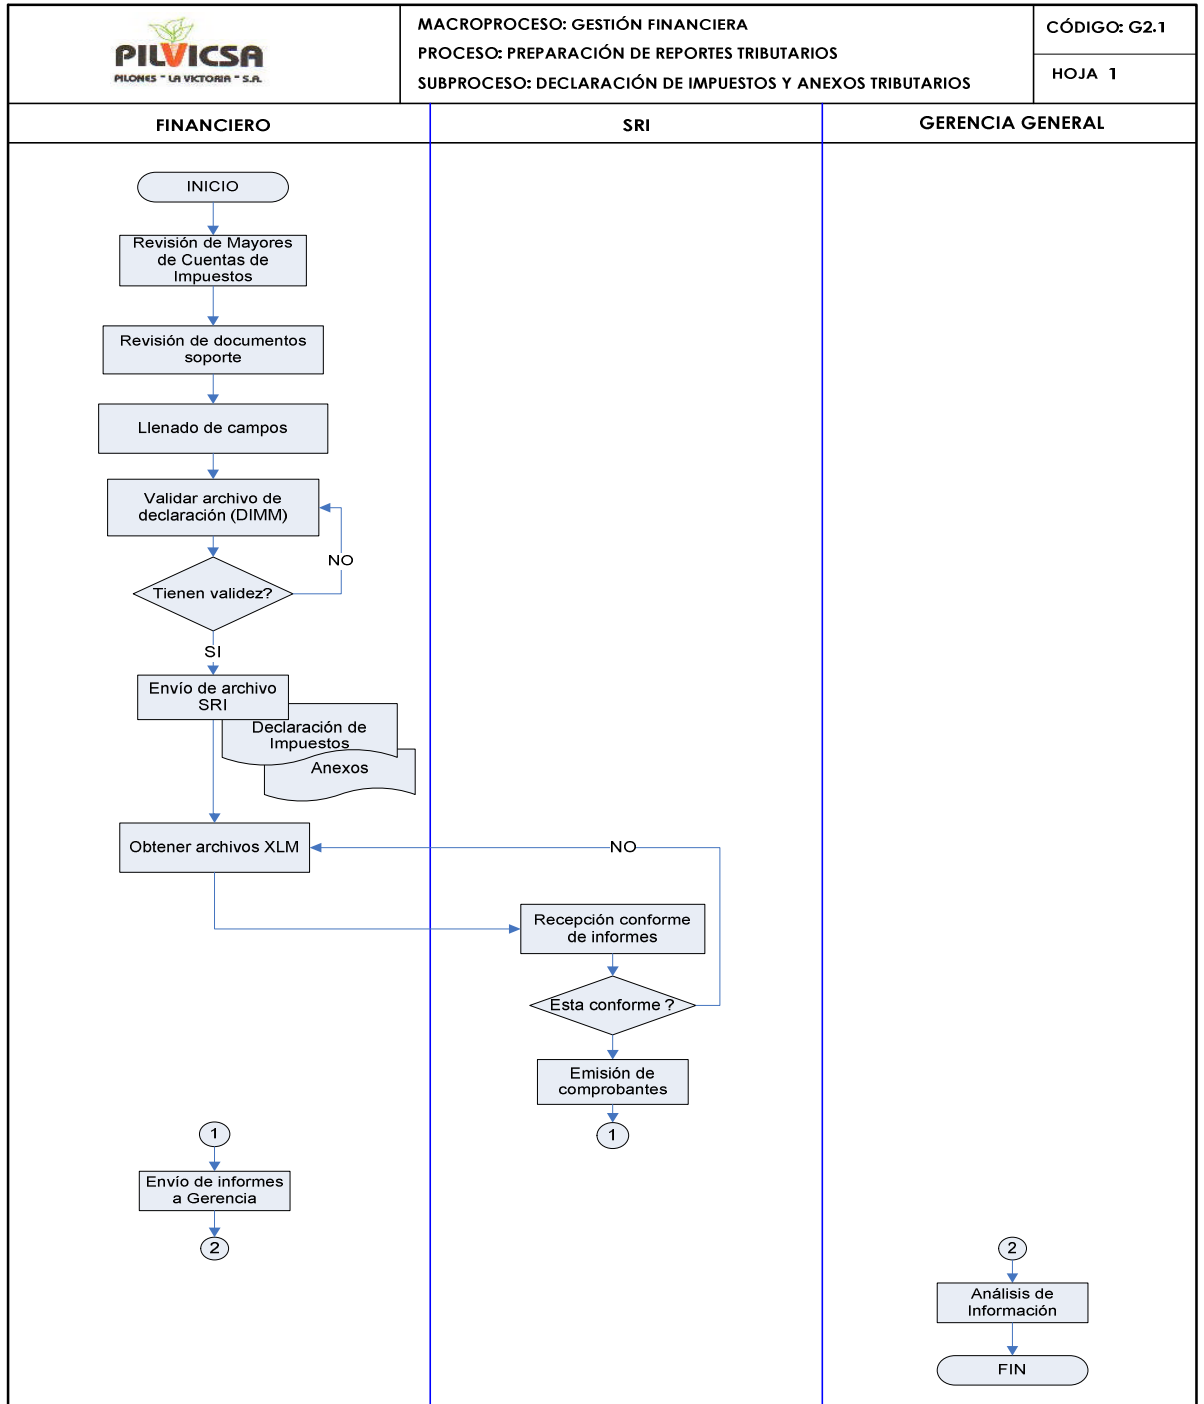 PILVICSA
PILONES “ LA VICTORIA “ S.A.
MACROPROCESO: GESTIÓN FINANCIERA
PROCESO: PREPARACIÓN DE REPORTES TRIBUTARIOS
SUBPROCESO: DECLARACIÓN DE IMPUESTOS Y ANEXOS TRIBUTARIOS
CÓDIGO: G2.1
HOJA 1
FINANCIERO
SRI
GERENCIA GENERAL
INICIO
Revisión de Mayores
de Cuentas de
Impuestos
Revisión de documentos
soporte
Llenado de campos
Validar archivo de
declaración (DIMM)
NO
Tienen validez?
SI
Envío de archivo
SRI
Declaración de
Impuestos
Anexos
Obtener archivos XLM
NO
Recepción conforme
de informes
Esta conforme ?
Emisión de
comprobantes
1
1
Envío de informes
a Gerencia
2
2
Análisis de
Información
FIN